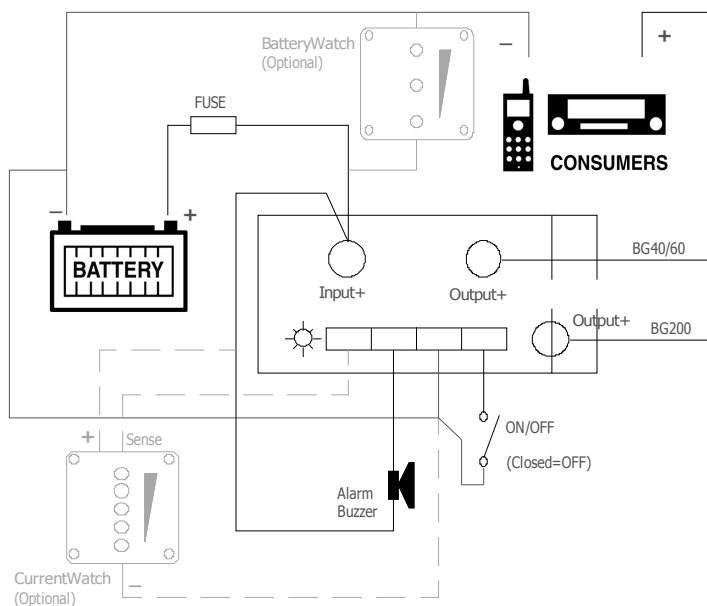 BatteryWatch
(Optional)
− +
FUSE
CONSUMERS
− +
BATTERY
BG40/60
Input+ Output+
Output+
BG200
+ Sense
ON/OFF
(Closed=OFF)
Alarm
Buzzer
CurrentWatch −
(Optional)